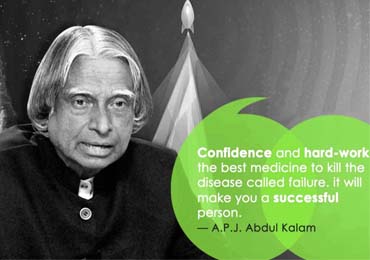 Confidence and hard-work
the best medicine to kill the
disease called failure. it will
make you a successful
person.
— A.P.J. Abdul Kalam